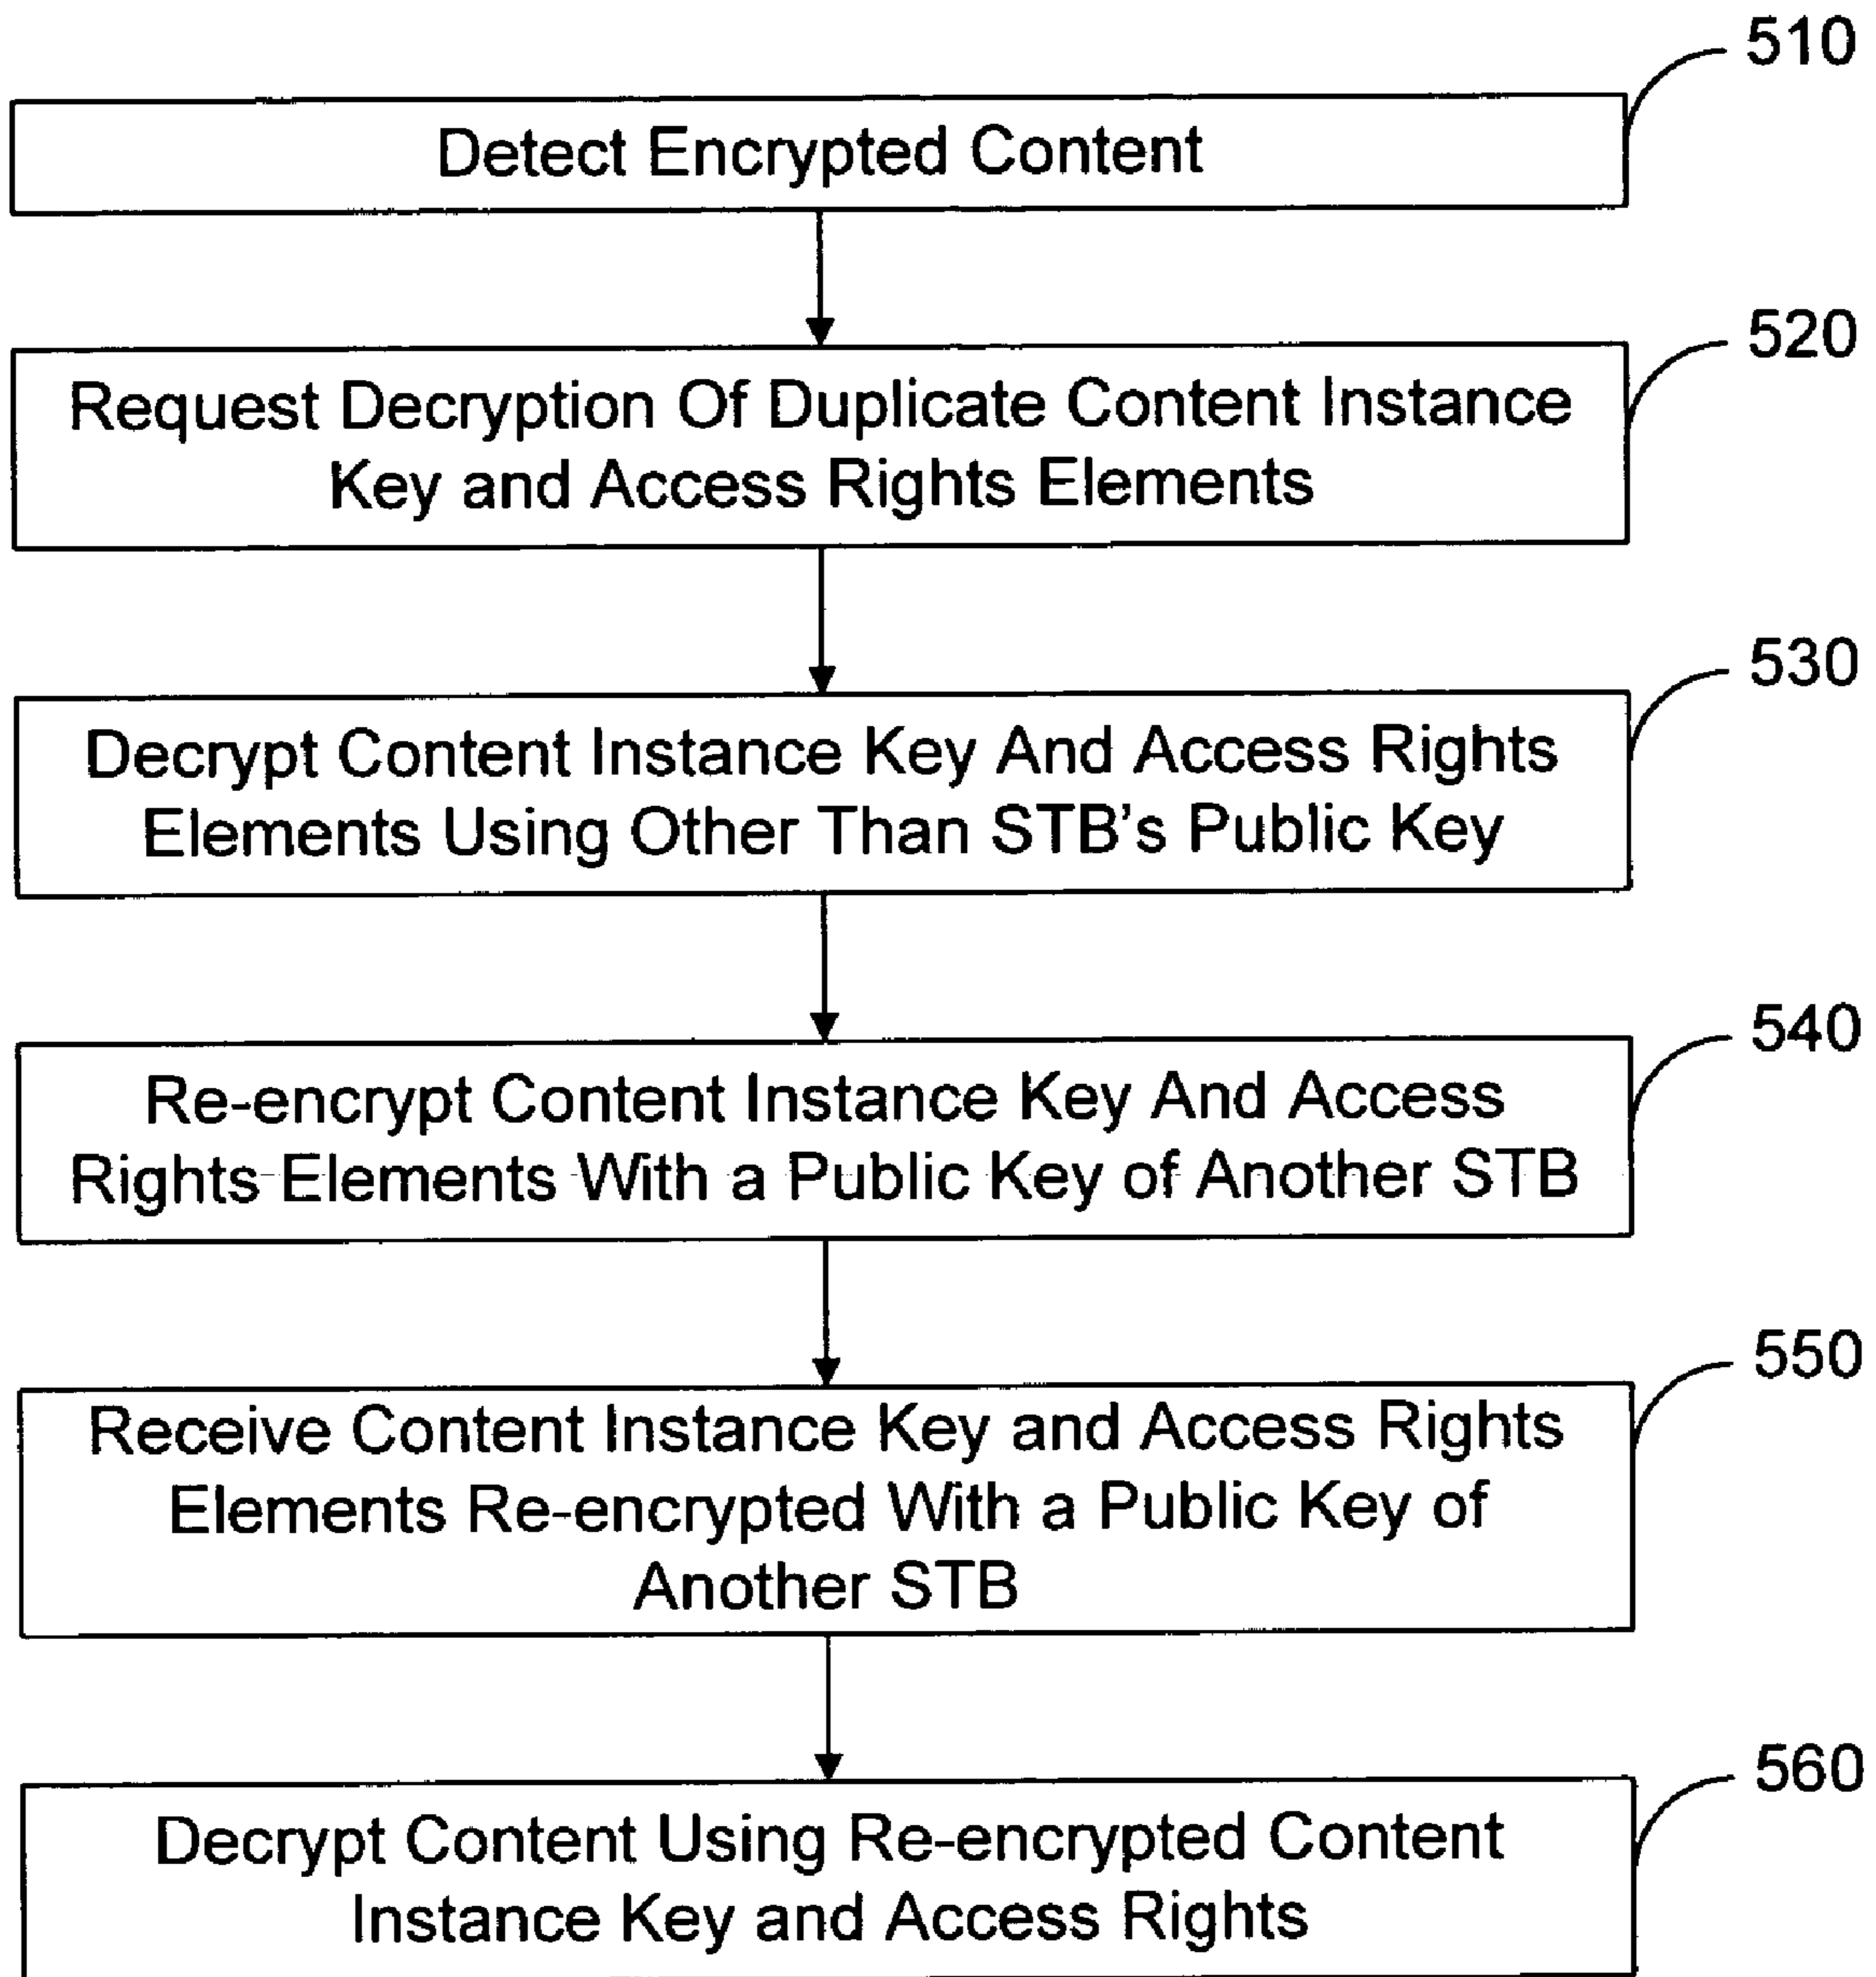 510
Detect Encrypted Content
520
Request Decryption Of Duplicate Content Instance
Key and Access Rights Elements
530
Decrypt Content Instance Key And Access Rights
Elements Using Other Than STB's Public Key
540
Re-encrypt Content Instance Key And Access
Rights Elements With a Public Key of Another STB
550
Receive Content Instance Key and Access Rights
Elements Re-encrypted With a Public Key of
Another STB
560
Decrypt Content Using Re-encrypted Content
Instance Key and Access Rights